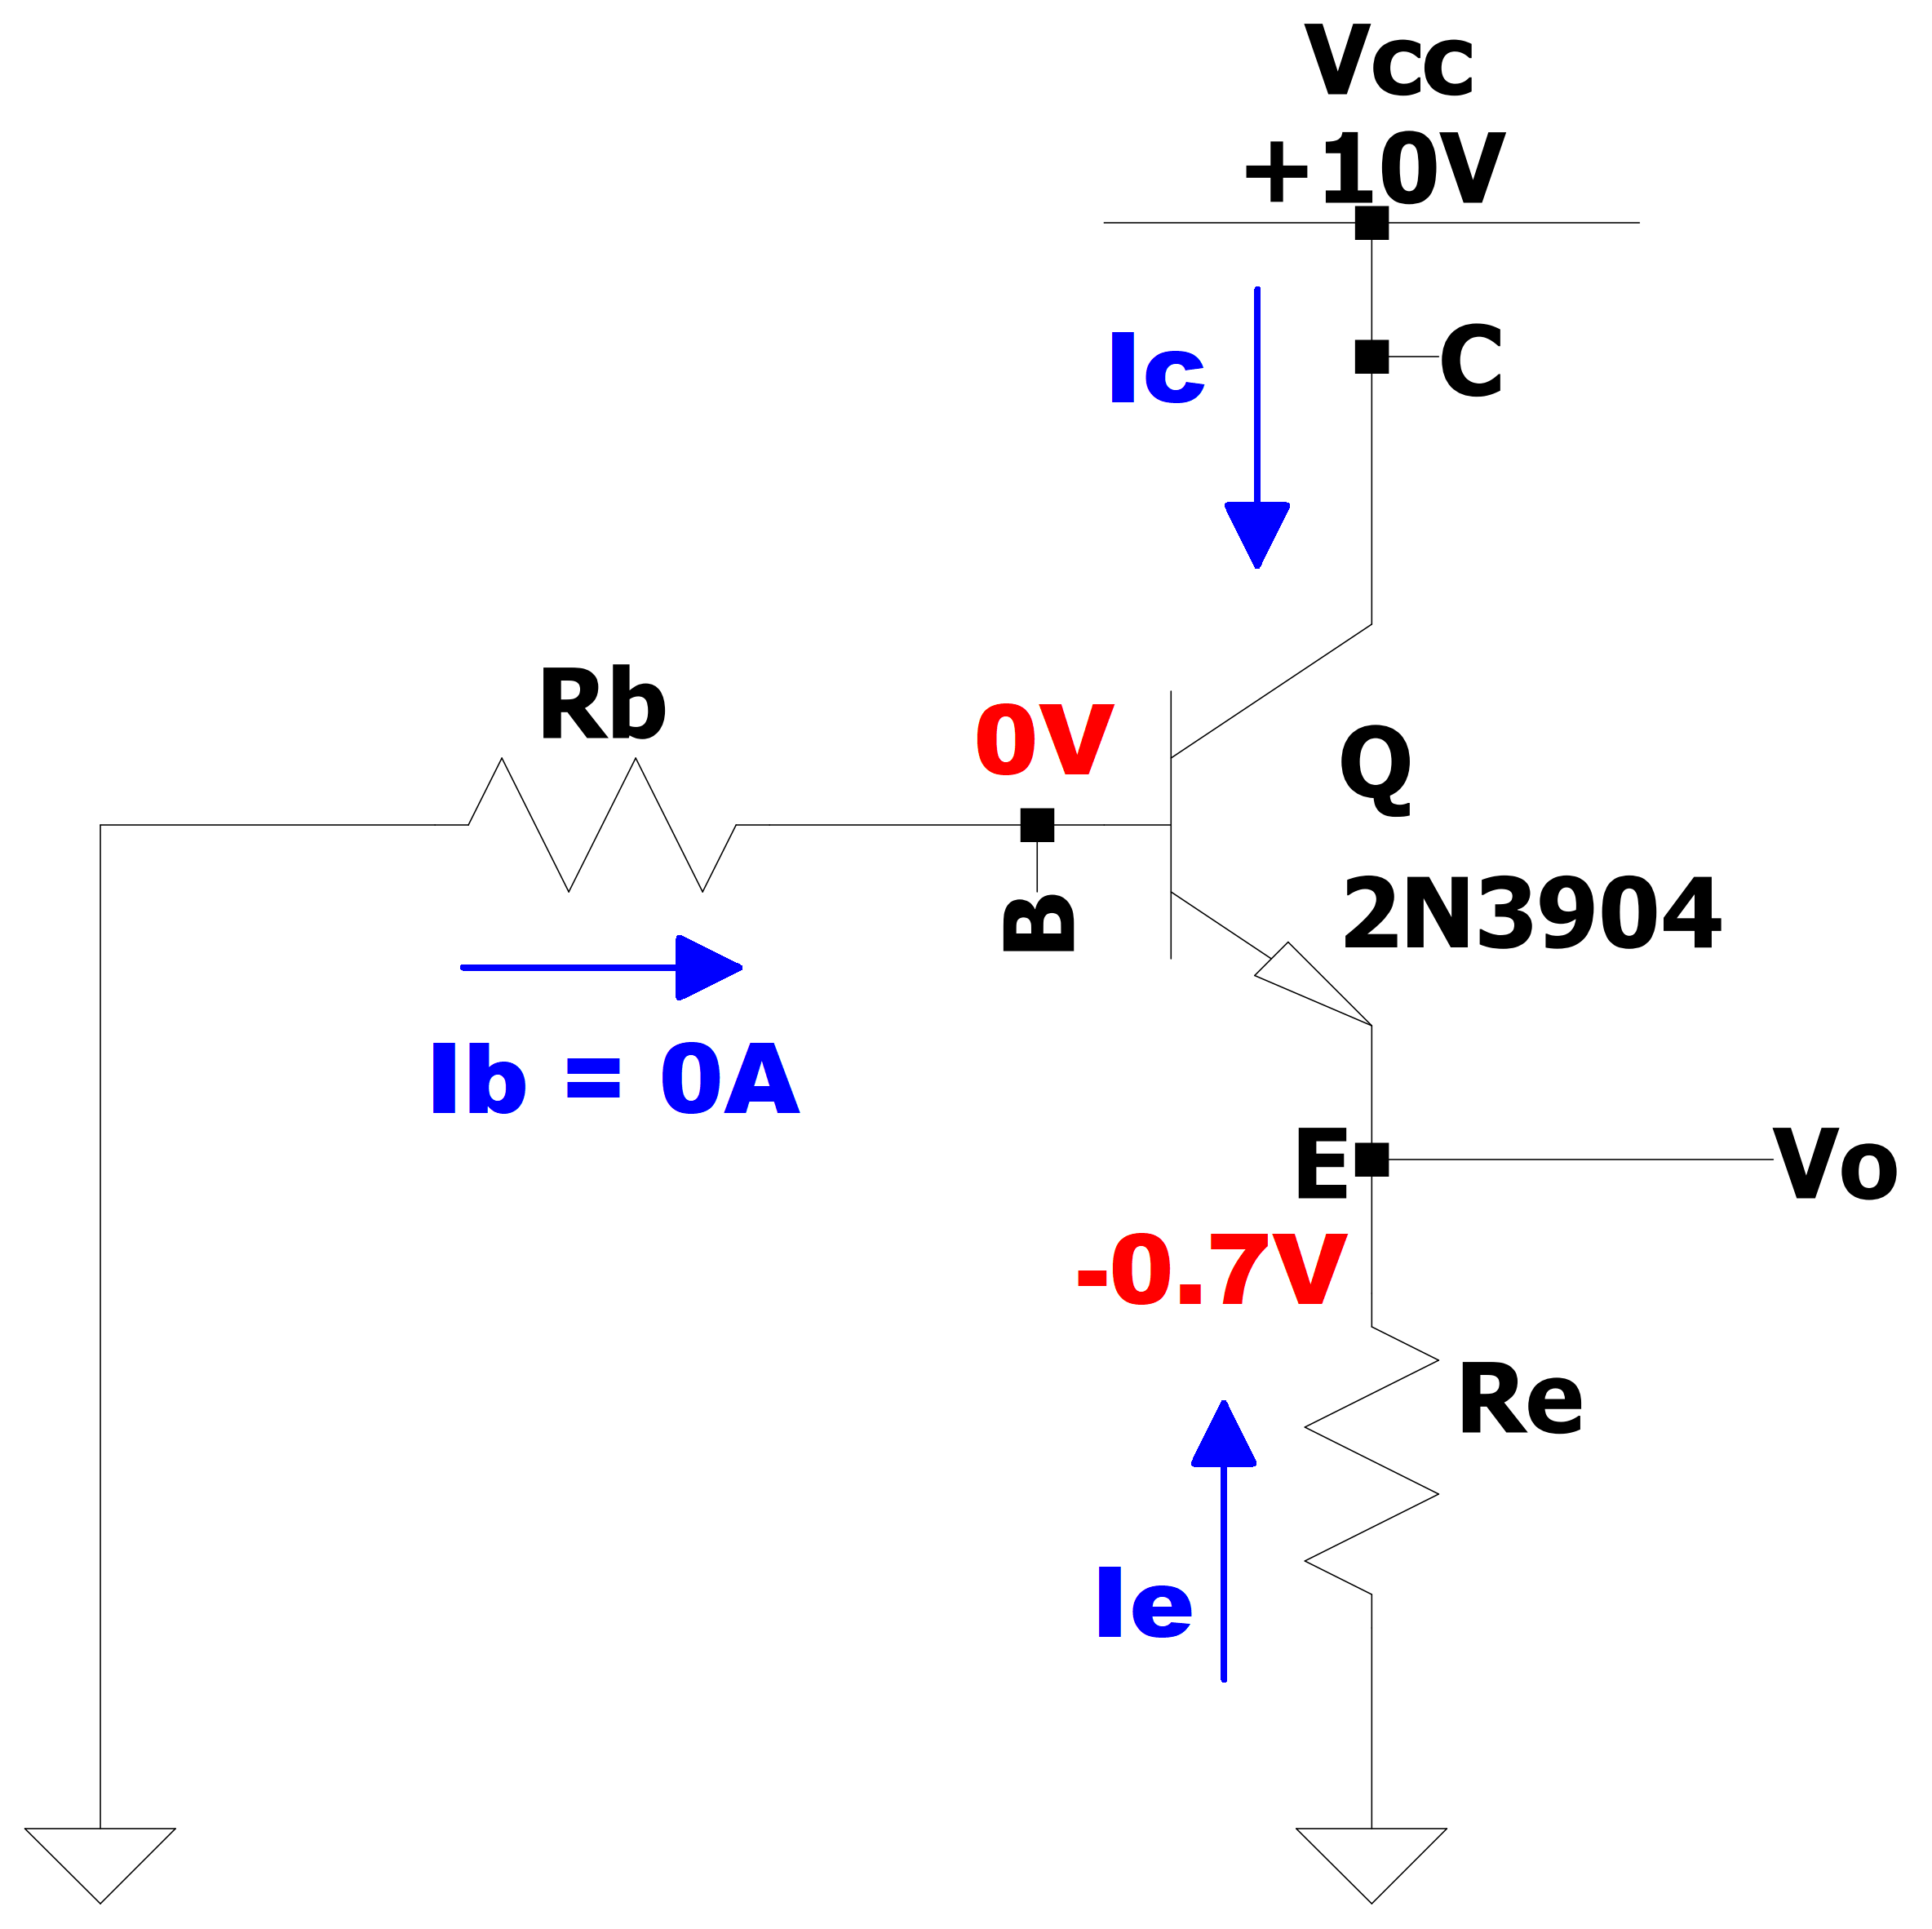 Vcc
+10V
Ic
C
Rb
0V
Q
B
2N3904
Ib = 0A
E
Vo
-0.7V
Re
Ie